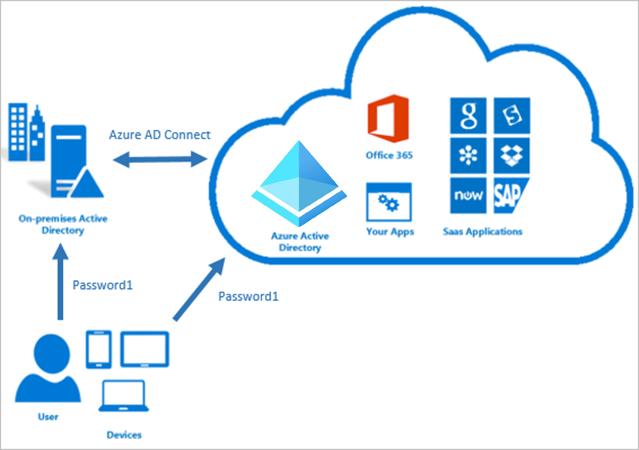 Azure AD Connect
On-premises Active
Directory
Password1
User
Devices
Password1
Azure Active
Directory
Office 365
Your Apps
g
now
SAP
Saas Applications